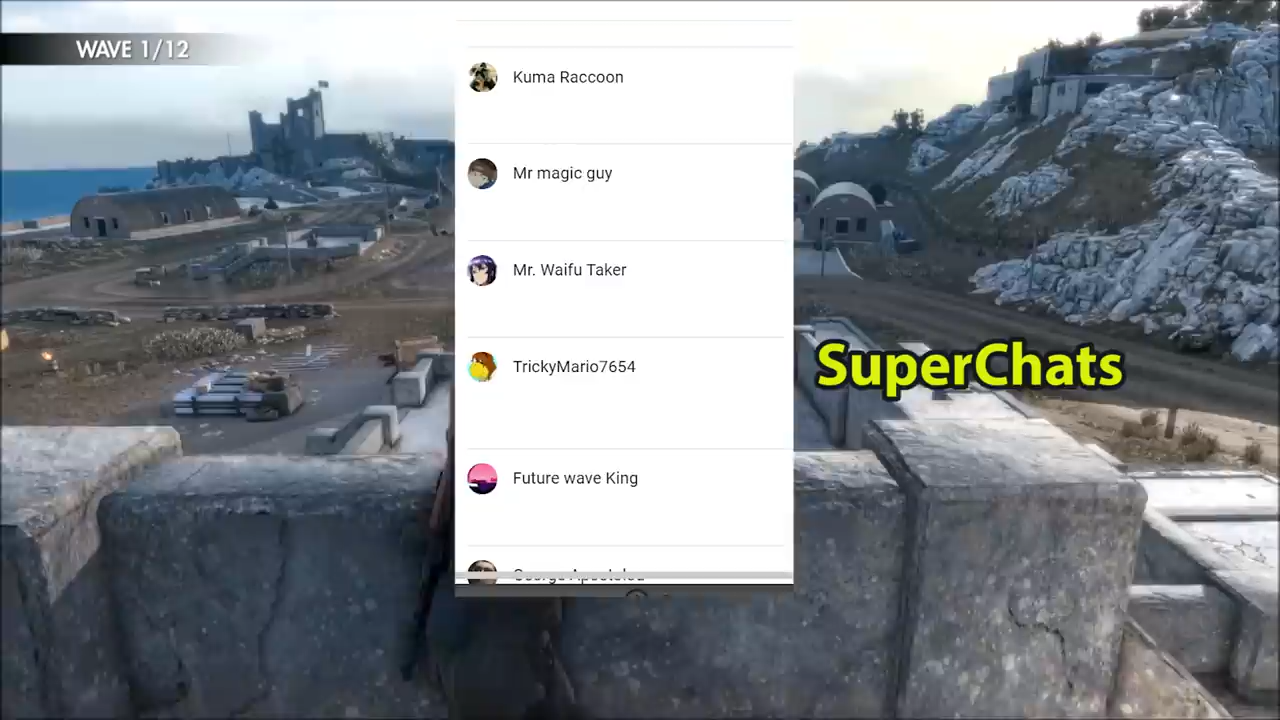 WAVE 1/12
Kuma Raccoon
Mr magic guy
Mr. Waifu Taker
TrickyMario7654
SuperChats
Future wave King